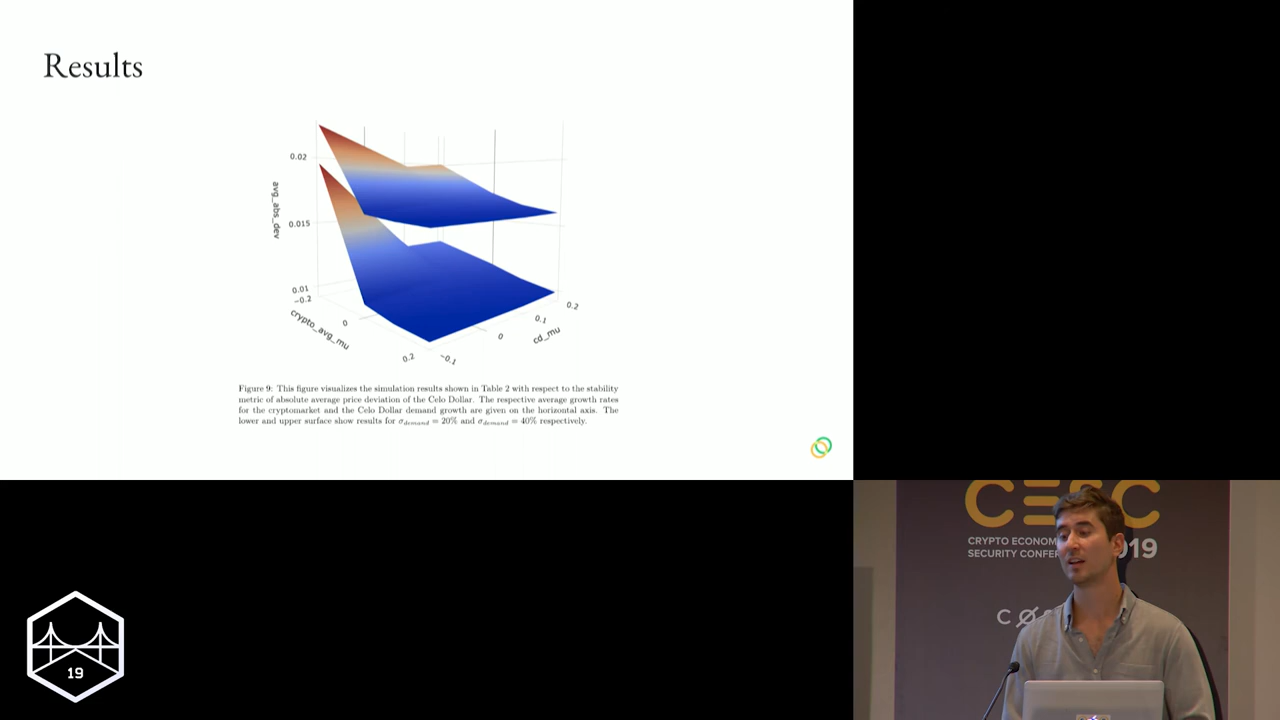 Results
0.02
0.015
0.01
avg_abs_dev
−0.2
0
0.2
crypto_avg_mu
−0.1
0
0.1
0.2
cd_mu
Figure 9: This figure visualizes the simulation results shown in Table 2 with respect to the stability
metric of absolute average price deviation of the Celo Dollar. The respective average growth rates
for the cryptomarket and the Celo Dollar demand growth are given on the horizontal axis. The
lower and upper surface show results for σdemand = 20% and σdemand = 40% respectively.
CESC
CRYPTO ECONOM
SECURITY CONFE
019
19